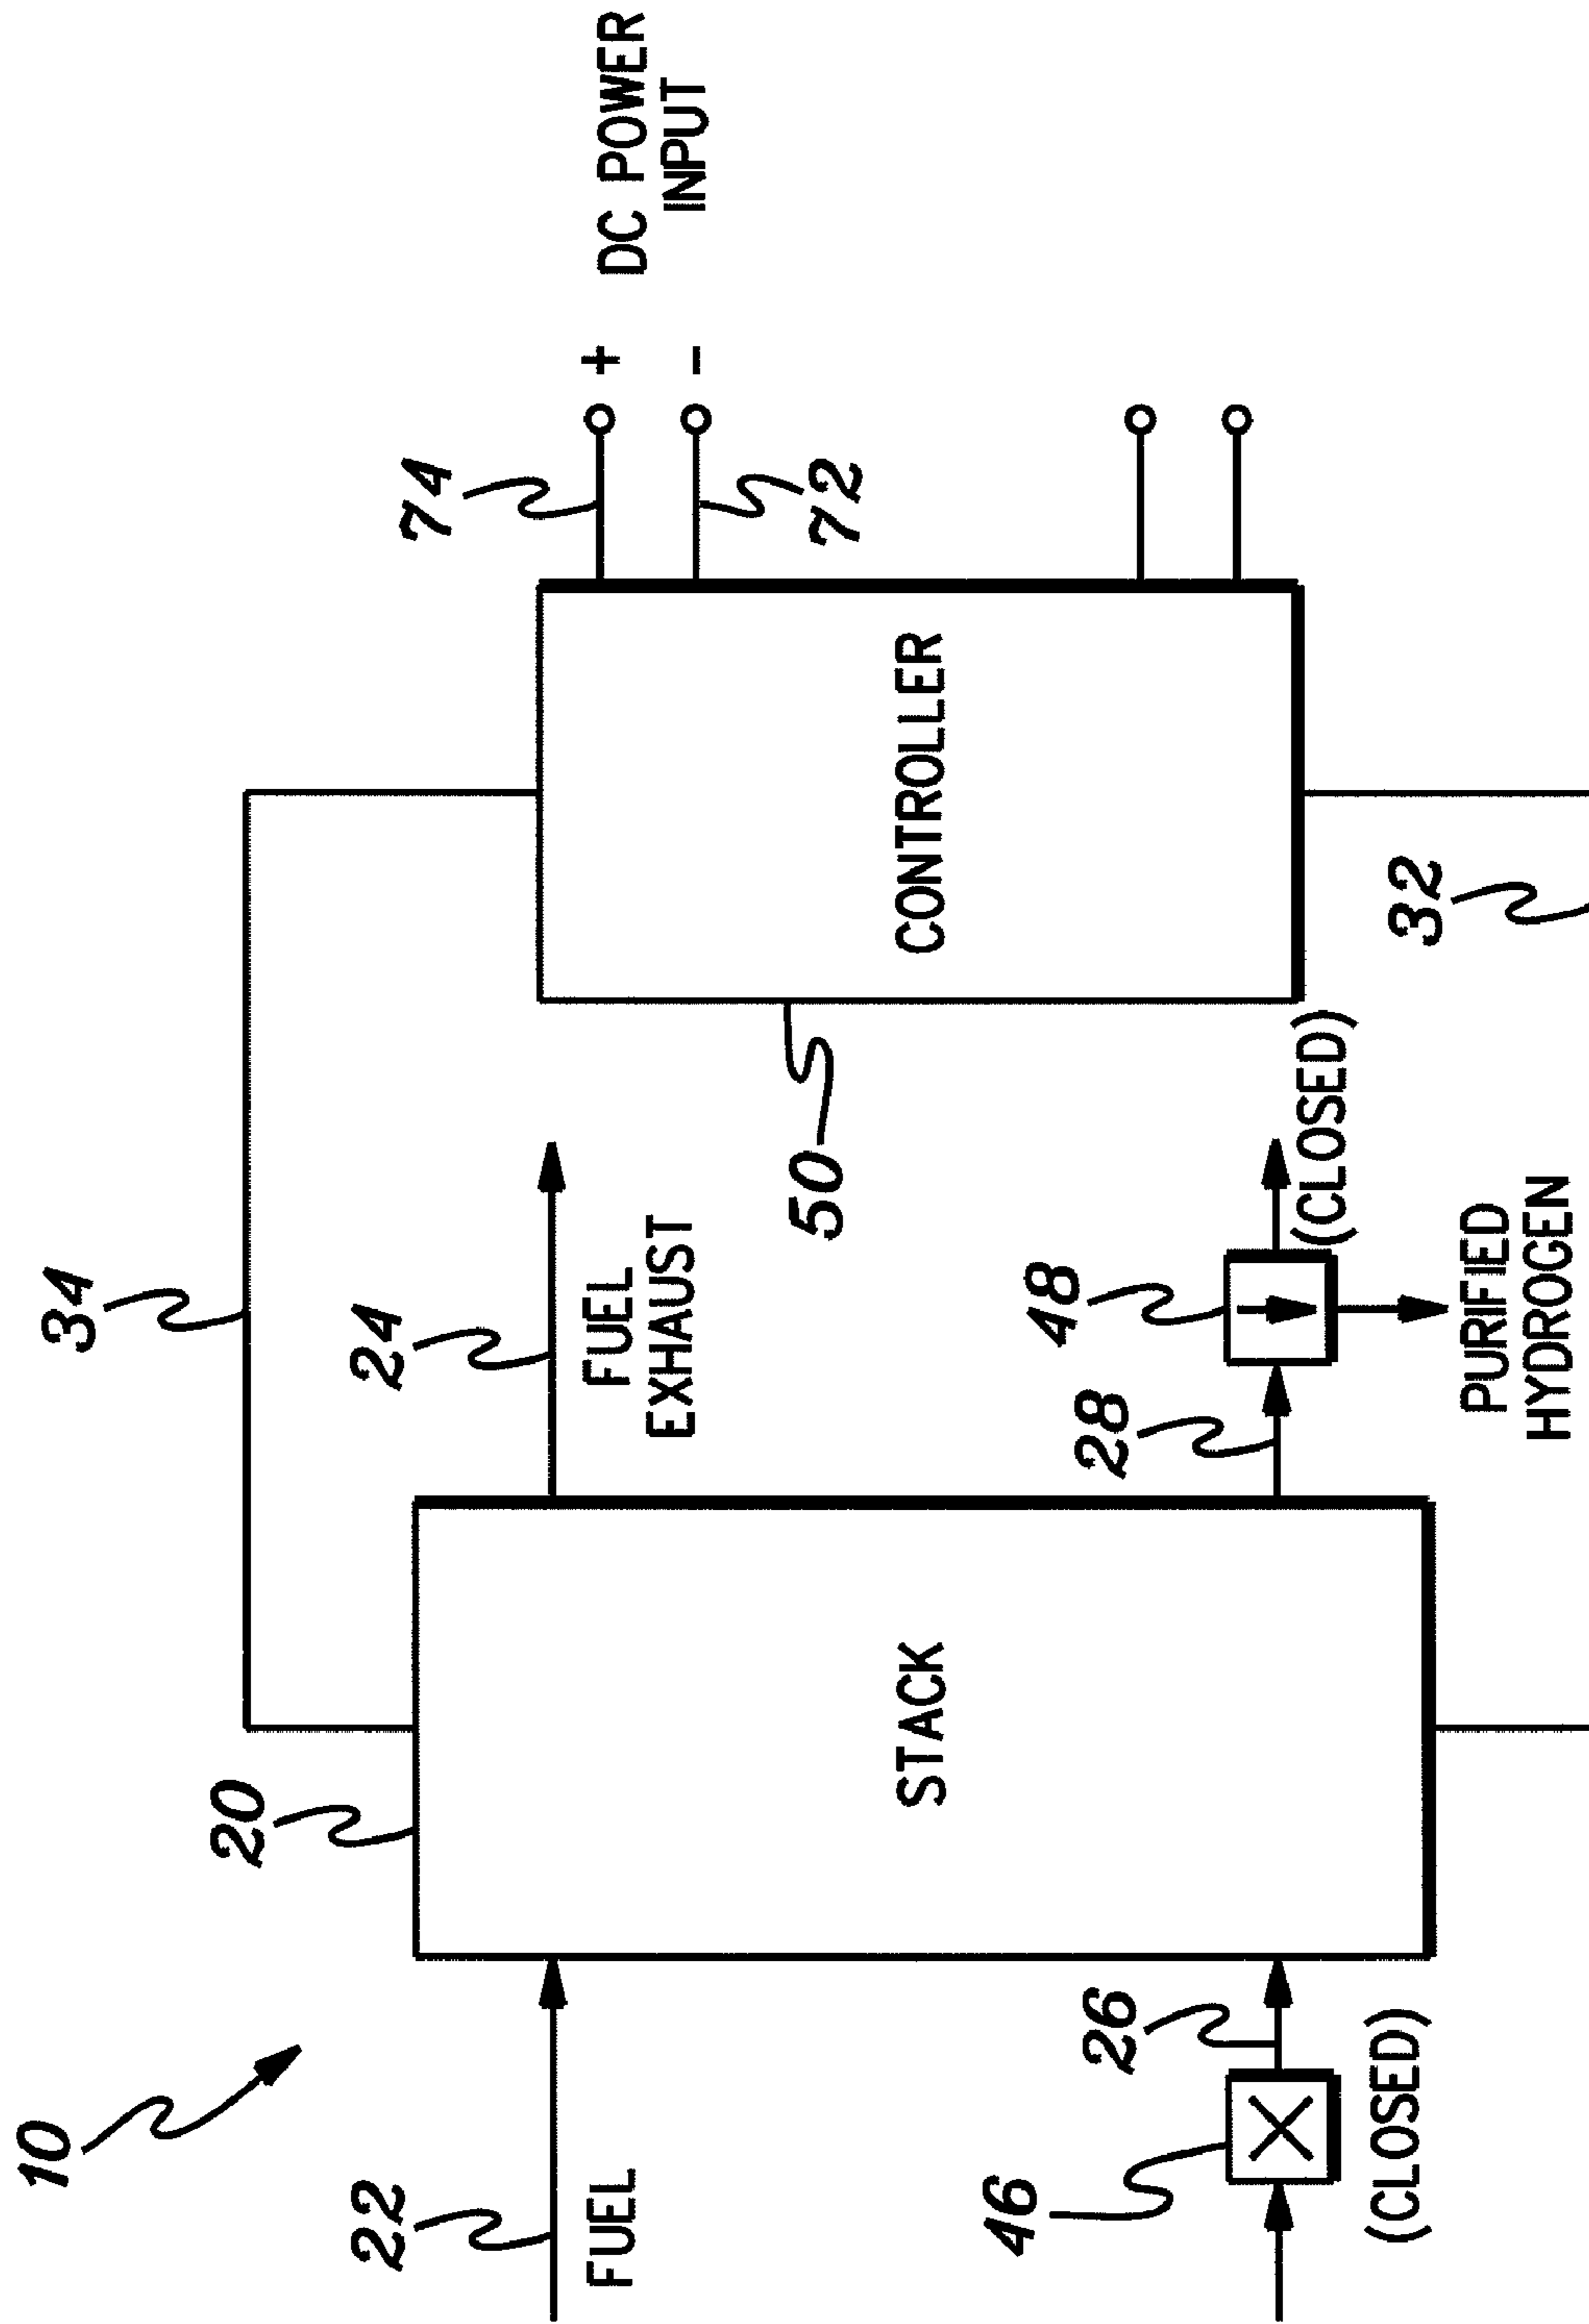 10
34
20
22
24
74
+
DC POWER
INPUT
-
72
FUEL
FUEL
EXHAUST
50
STACK
CONTROLLER
46
26
28
48
(CLOSED)
(CLOSED)
32
PURIFIED
HYDROGEN